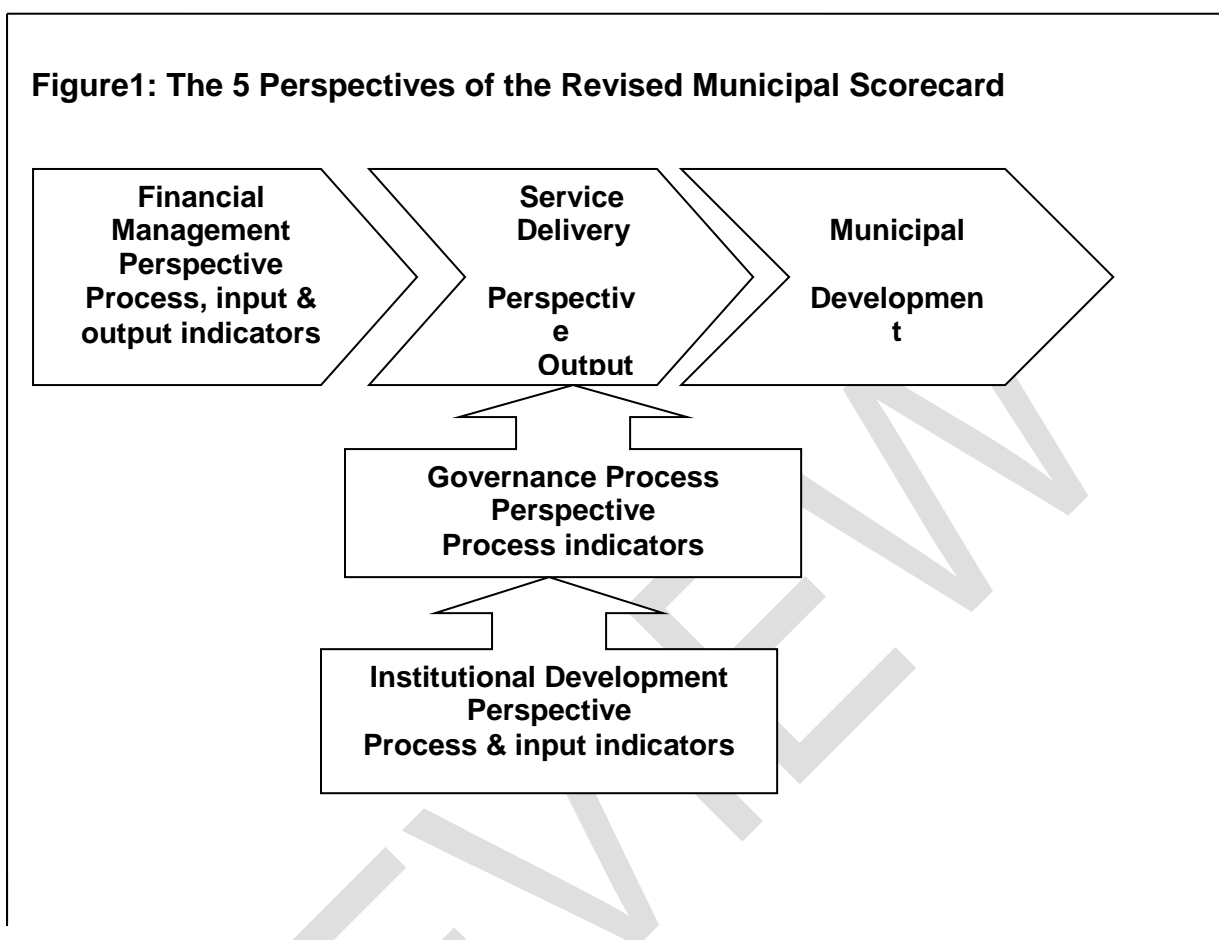 Figure1: The 5 Perspectives of the Revised Municipal Scorecard
Financial
Management
Perspective
Process, input &
output indicators
Service
Delivery
Perspectiv
e
Output
Municipal
Developmen
t
Governance Process
Perspective
Process indicators
Institutional Development
Perspective
Process & input indicators